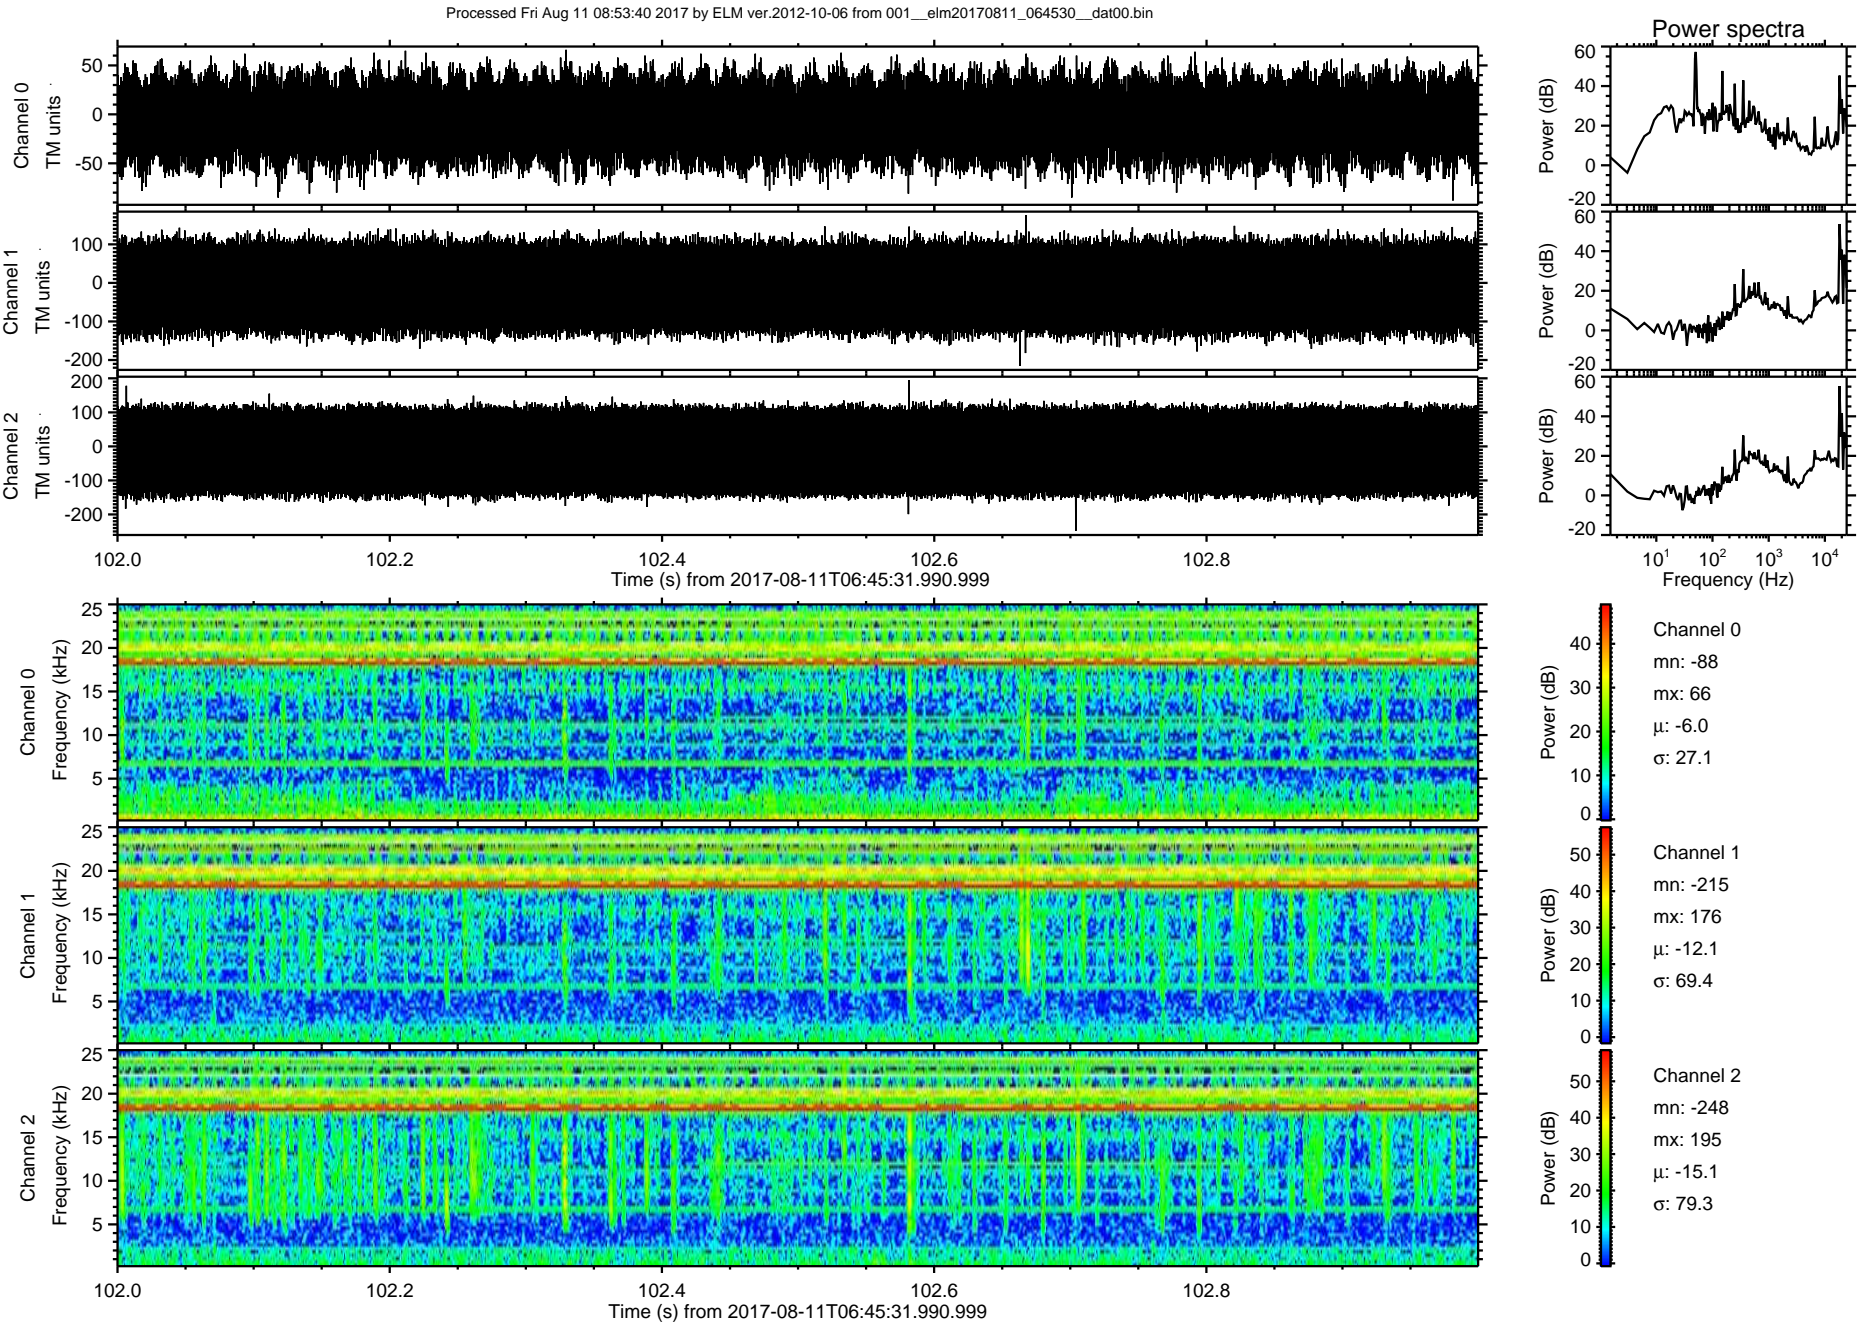 Processed Fri Aug 11 08:53:40 2017 by ELM ver.2012-10-06 from 001__elm20170811_064530__dat00.bin
Power spectra
Channel 0
TM units
50
0
-50
Power (dB)
60
40
20
0
-20
Channel 1
TM units
100
0
-100
-200
Power (dB)
60
40
20
0
-20
Channel 2
TM units
200
100
0
-100
-200
Power (dB)
60
40
20
0
-20
102.0 102.2 102.4 102.6 102.8
Time (s) from 2017-08-11T06:45:31.990.999
10^1 10^2 10^3 10^4
Frequency (Hz)
Channel 0
Frequency (kHz)
25
20
15
10
5
Power (dB)
40
30
20
10
0
Channel 0
mn: -88
mx: 66
μ: -6.0
σ: 27.1
Channel 1
Frequency (kHz)
25
20
15
10
5
Power (dB)
50
40
30
20
10
0
Channel 1
mn: -215
mx: 176
μ: -12.1
σ: 69.4
Channel 2
Frequency (kHz)
25
20
15
10
5
Power (dB)
50
40
30
20
10
0
Channel 2
mn: -248
mx: 195
μ: -15.1
σ: 79.3
102.0 102.2 102.4 102.6 102.8
Time (s) from 2017-08-11T06:45:31.990.999